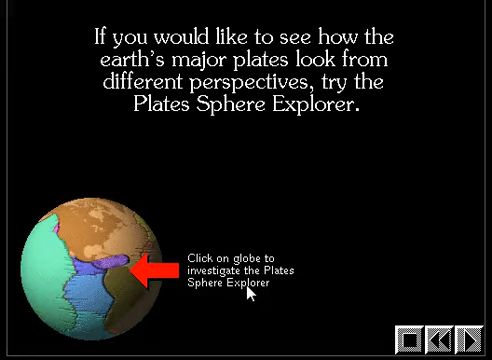 If you would like to see how the
earth's major plates look from
different perspectives, try the
Plates Sphere Explorer.
Click on globe to
investigate the Plates
Sphere Explorer